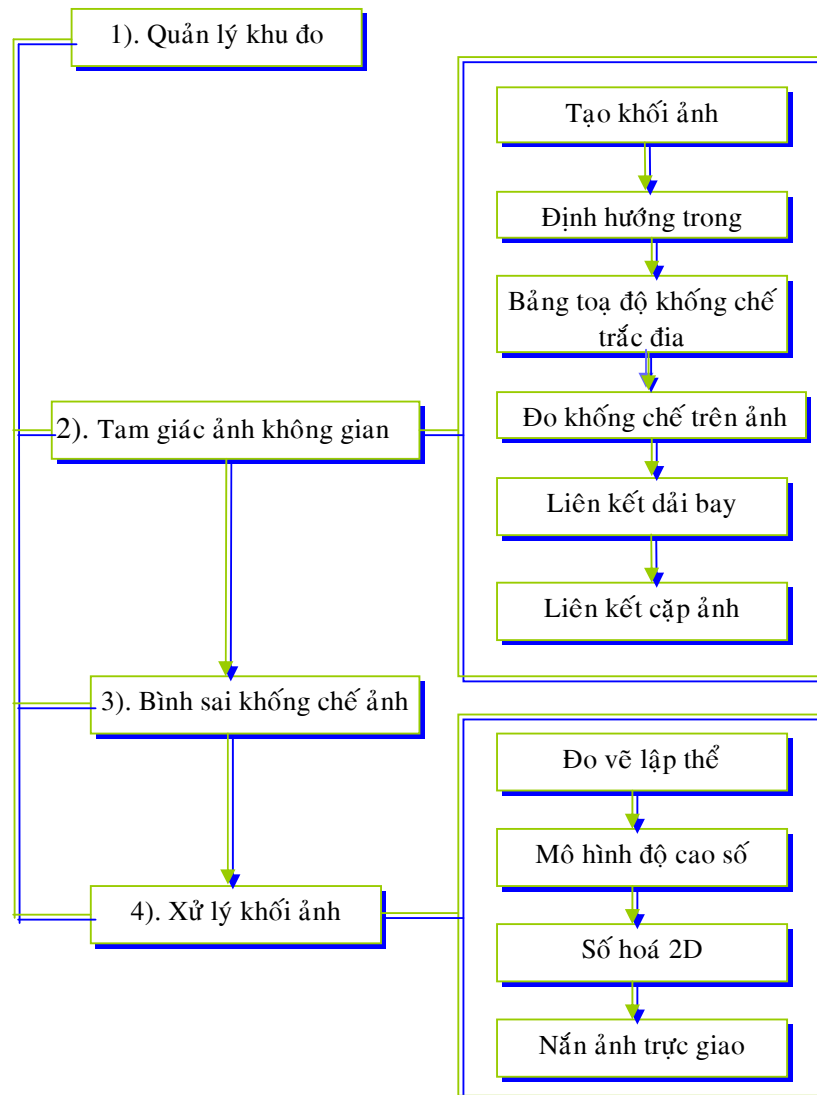 1). Quản lý khu đo
Tạo khối ảnh
Định hướng trong
Bảng toạ độ khống chế
trắc đia
2). Tam giác ảnh không gian
Đo khống chế trên ảnh
Liên kết dải bay
Liên kết cặp ảnh
3). Bình sai khống chế ảnh
Đo vẽ lập thể
Mô hình độ cao số
4). Xử lý khối ảnh
Số hoá 2D
Nắn ảnh trực giao